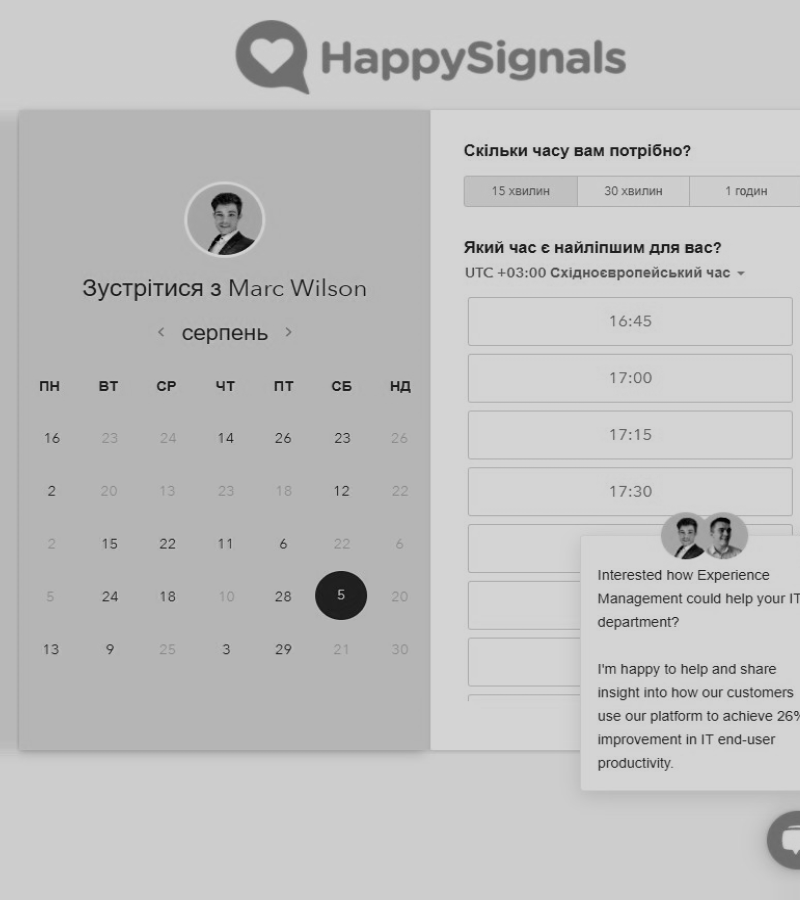 HappySignals
Зустрітися з Marc Wilson
серпень
ПН ВТ СР ЧТ ПТ СБ НД
16 23 24 14 26 23 26
2 20 13 23 18 12 22
2 15 22 11 6 22 6
5 24 18 10 28 5 20
13 9 25 3 29 21 30
Скільки часу вам потрібно?
15 хвилин 30 хвилин 1 годин
Який час є найліпшим для вас?
UTC +03:00 Східноєвропейський час
16:45
17:00
17:15
17:30
Interested how Experience
Management could help your IT
department?
I'm happy to help and share
insight into how our customers
use our platform to achieve 26%
improvement in IT end-user
productivity.